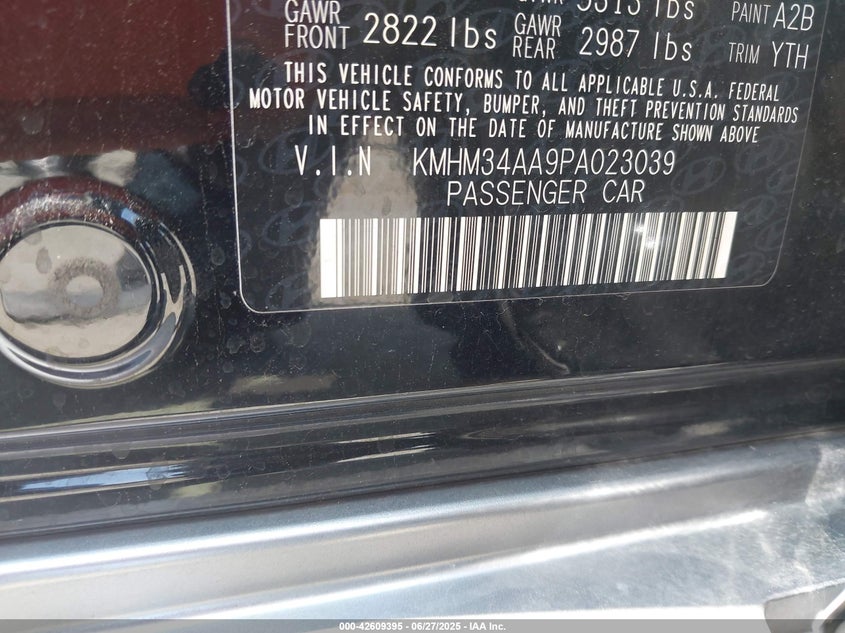 GAWR FRONT 2822 lbs GAWR REAR 2987 lbs
PAINT A2B
TRIM YTH
THIS VEHICLE CONFORMS TO ALL APPLICABLE U.S.A. FEDERAL
MOTOR VEHICLE SAFETY, BUMPER, AND THEFT PREVENTION STANDARDS
IN EFFECT ON THE DATE OF MANUFACTURE SHOWN ABOVE
V.I.N KMHM34AA9PA023039
PASSENGER CAR
000-42609395 - 06/27/2025 - IAA Inc.